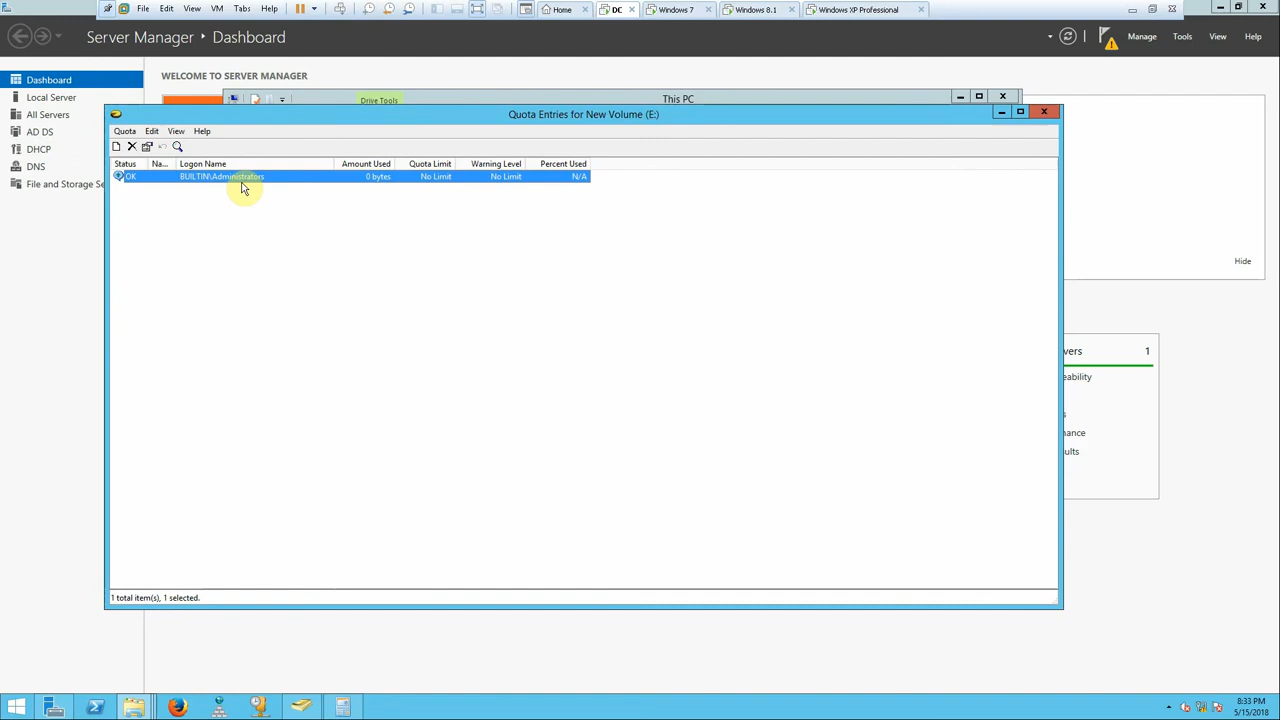 File Edit View VM Tabs Help Home DC Windows 7 Windows 8.1 Windows XP Professional
Server Manager Dashboard Manage Tools View Help
Dashboard
Local Server
All Servers
AD DS
DHCP
DNS
File and Storage Se
WELCOME TO SERVER MANAGER
Drive Tools This PC
Quota Entries for New Volume (E:)
Quota Edit View Help
Status Na... Logon Name Amount Used Quota Limit Warning Level Percent Used
OK BUILTIN\Administrators 0 bytes No Limit No Limit N/A
Hide
vers 1
eability
s
nance
ults
1 total item(s), 1 selected.
8:33 PM
5/15/2018